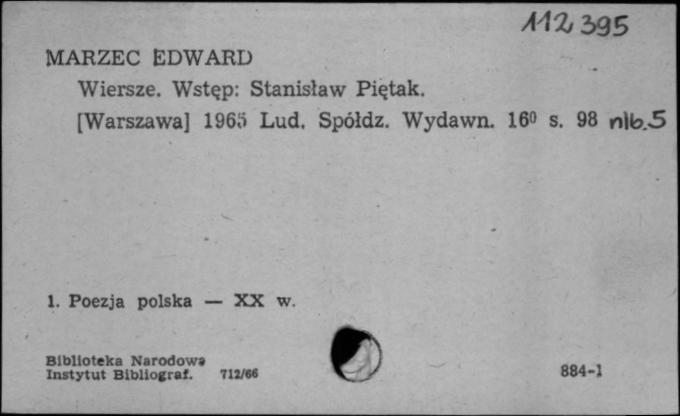 112395
MARZEC EDWARD
Wiersze. Wstęp: Stanisław Piętak.
[Warszawa] 1965 Lud. Spółdz. Wydawn. 16⁰ s. 98 nlb.5
1. Poezja polska — XX w.
Biblioteka Narodowa
Instytut Bibliograf. 712/66
884-1